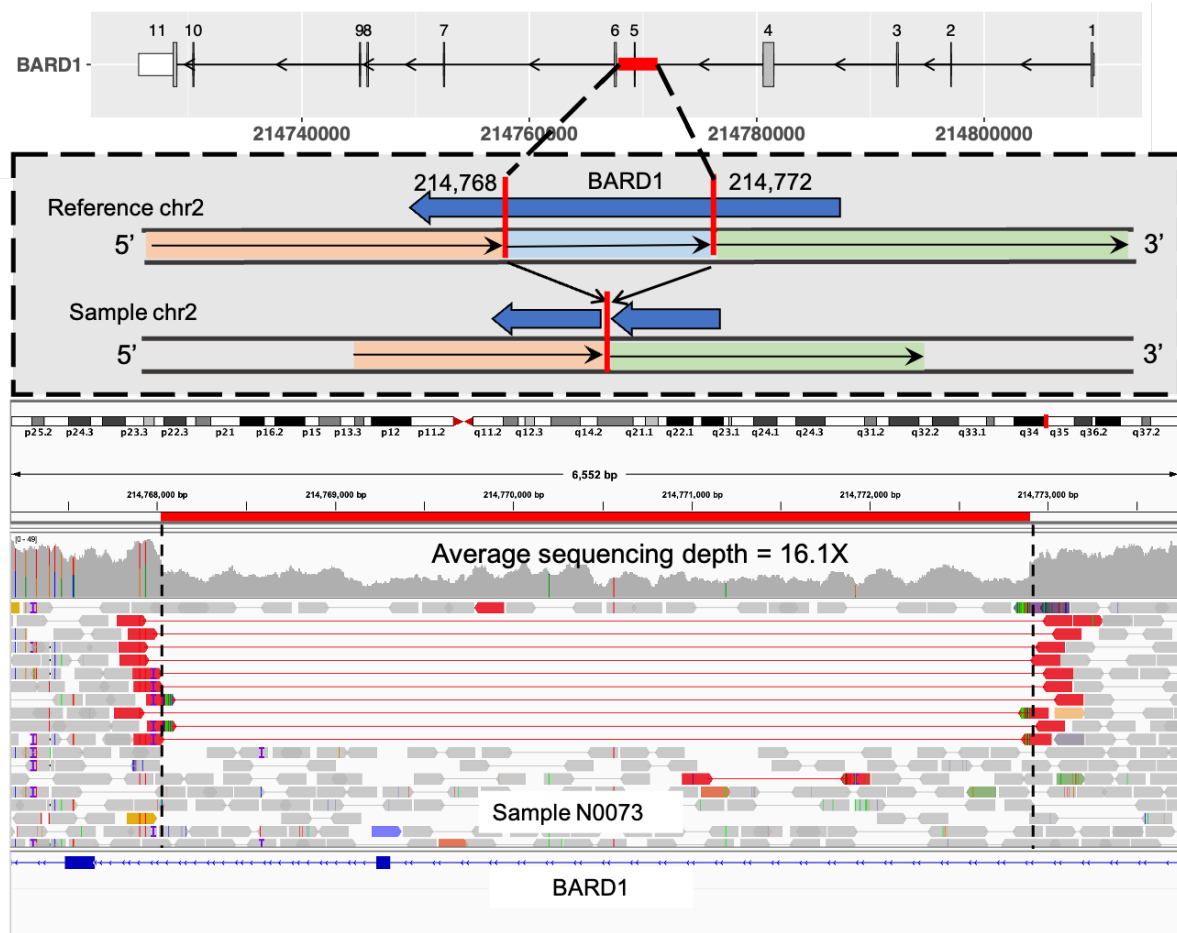 11 10 9 8 7 6 5 4 3 2 1
BARD1
214740000 214760000 214780000 214800000
214,768 BARD1 214,772
Reference chr2
5’ 3’
Sample chr2
5’ 3’
p25.2 p24.3 p23.3 p22.3 p21 p16.2 p15 p13.3 p12 p11.2 q11.2 q12.3 q14.2 q21.1 q22.1 q23.1 q24.1 q24.3 q31.2 q32.2 q33.1 q34 q35 q36.2 q37.2
6,552 bp
214,768,000 bp 214,769,000 bp 214,770,000 bp 214,771,000 bp 214,772,000 bp 214,773,000 bp
[0 - 49]
Average sequencing depth = 16.1X
Sample N0073
BARD1